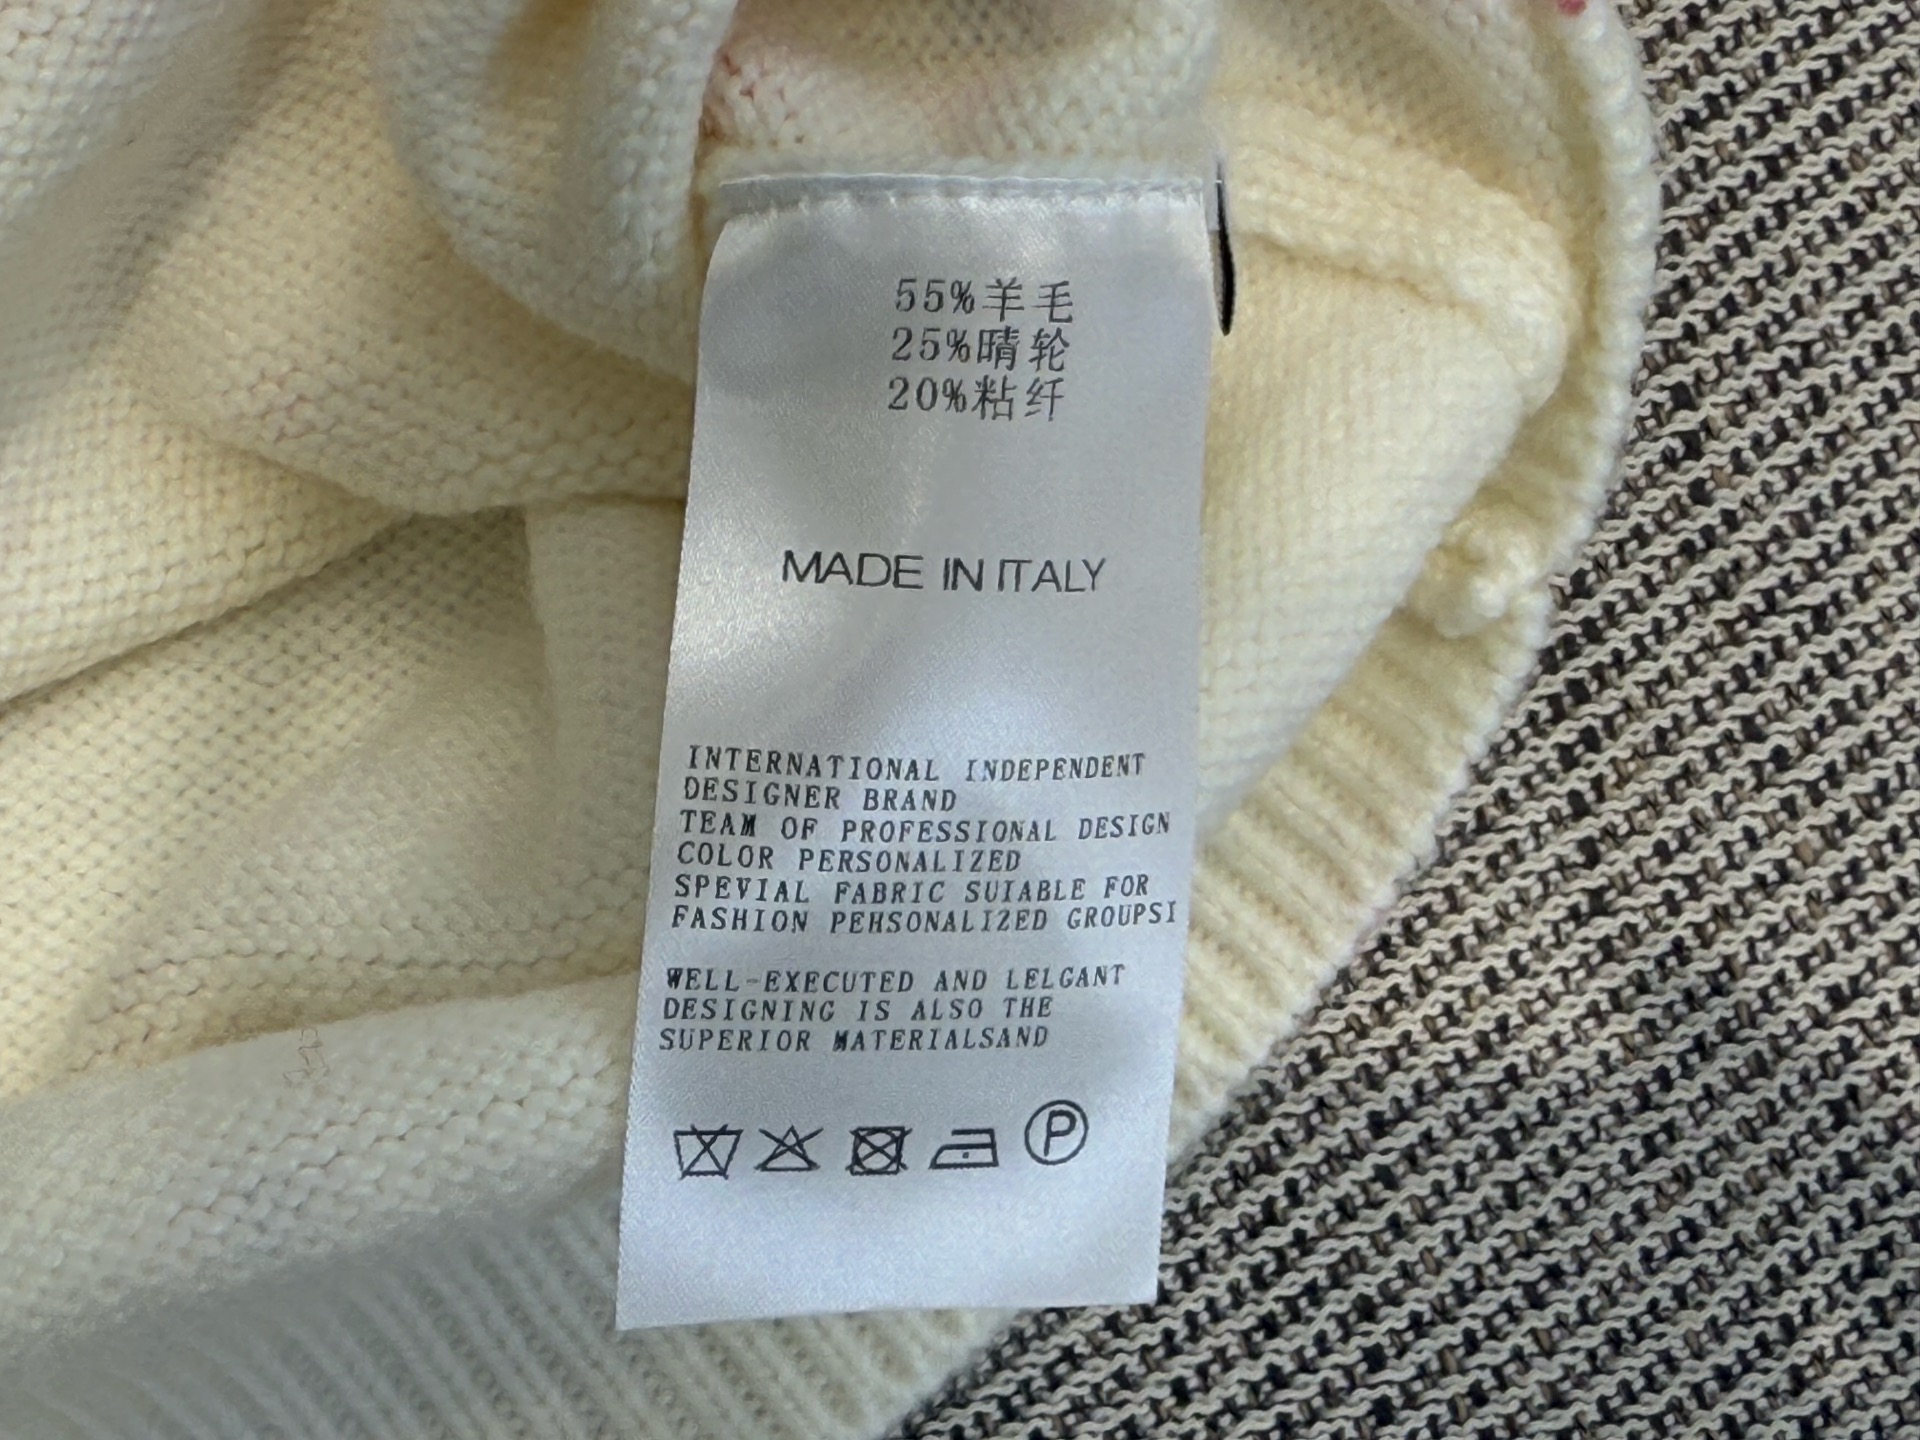 55%羊毛
25%晴轮
20%粘纤
MADE IN ITALY
INTERNATIONAL INDEPENDENT
DESIGNER BRAND
TEAM OF PROFESSIONAL DESIGN
COLOR PERSONALIZED
SPEVIAL FABRIC SUIABLE FOR
FASHION PEHSONALIZED GROUPSI
WELL-EXECUTED AND LELGANT
DESIGNING IS ALSO THE
SUPERIOR MATERIALSAND
P